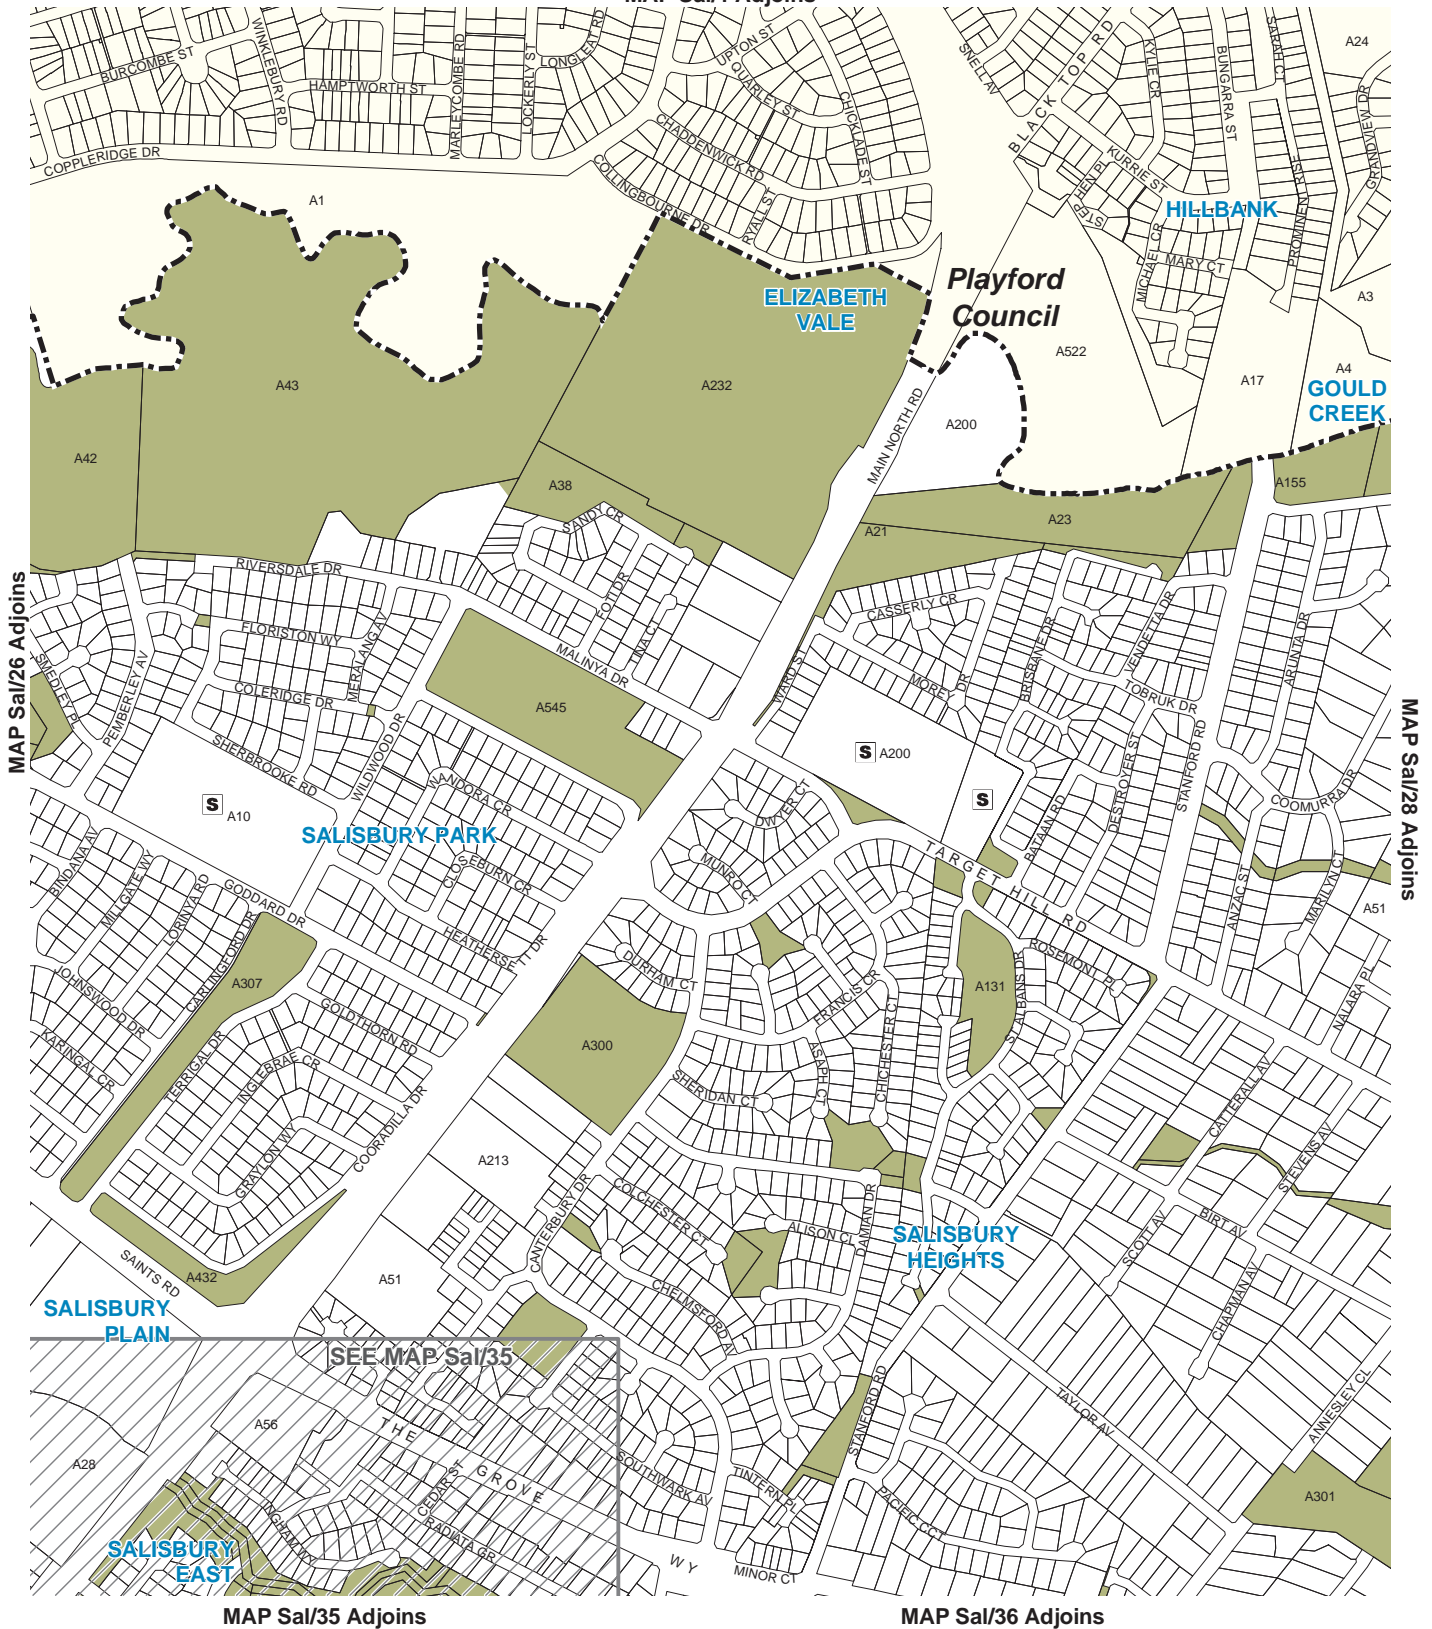 BURCOMBE ST
WINKLEBURY RD
HAMPTWORTH ST
MARLEYCOMBE RD
LOCKERLY ST
LONGLEAT RD
UPTON ST
QUARLEY ST
CHICKLADE ST
CHADDENWICK RD
COLLINGBOURNE DR
RYALL ST
COPPLERIDGE DR
SNELL AV
BLACK TOP RD
KYLIE CR
BUNGARRA ST
SARAH CT
A24
GRANDVIEW DR
KURRIE ST
STEPHEN PL
HILLBANK
PROMINENT RISE
MICHAEL CR
MARY CT
A1
ELIZABETH
VALE
Playford
Council
A3
A522
A4
A17
GOULD
CREEK
A43
A232
A200
MAIN NORTH RD
A42
A38
A155
A23
A21
SANDY CR
RIVERSDALE DR
FOTI DR
TINA CT
MALINYA DR
FLORISTON WY
MERALANG AV
COLERIDGE DR
SMEDLEY PL
PEMBERLEY AV
CASSERLY CR
WARD ST
MOREY DR
BRISBANE DR
VENDETTA DR
TOBRUK DR
ARUNTA DR
STANFORD RD
DESTROYER ST
BATAAN RD
COOMURRA DR
A545
S A200
S
SHERBROOKE RD
WILDWOOD DR
WANDORA CR
S A10
SALISBURY PARK
CLOSEBURN CR
DWYER CT
MUNRO CT
TARGET HILL RD
ANZAC ST
MARILYN CT
A51
MAP Sal/26 Adjoins
MAP Sal/28 Adjoins
BINDANA AV
MILLGATE WY
LORINYA RD
GODDARD DR
CARLINGFORD DR
HEATHERSETT DR
JOHNSWOOD DR
KARINGAL CR
A307
GOLDTHORN RD
TERRIGAL DR
INGLEBRAE CR
GRAYLON WY
COORADILLA DR
DURHAM CT
FRANCIS CR
CHICHESTER CT
ASAPH CT
A131
ST ALBANS DR
ROSEMONT PL
NALARA PL
A300
SHERIDAN CT
CATTERALL AV
STEVENS AV
A213
CANTERBURY DR
COLCHESTER CT
ALISON CL
DAMIAN DR
SALISBURY
HEIGHTS
SCOTT AV
BIRT AV
CHAPMAN AV
A51
A432
SAINTS RD
SALISBURY
PLAIN
CHELMSFORD AV
SEE MAP Sal/35
STANFORD RD
TAYLOR AV
ANNESLEY CL
A56
THE GROVE WY
A28
CEDAR ST
RADIATA GR
INGHAM WY
SOUTHWARK AV
TINTERN PL
PACIFIC CCT
A301
SALISBURY
EAST
MINOR CT
MAP Sal/35 Adjoins
MAP Sal/36 Adjoins